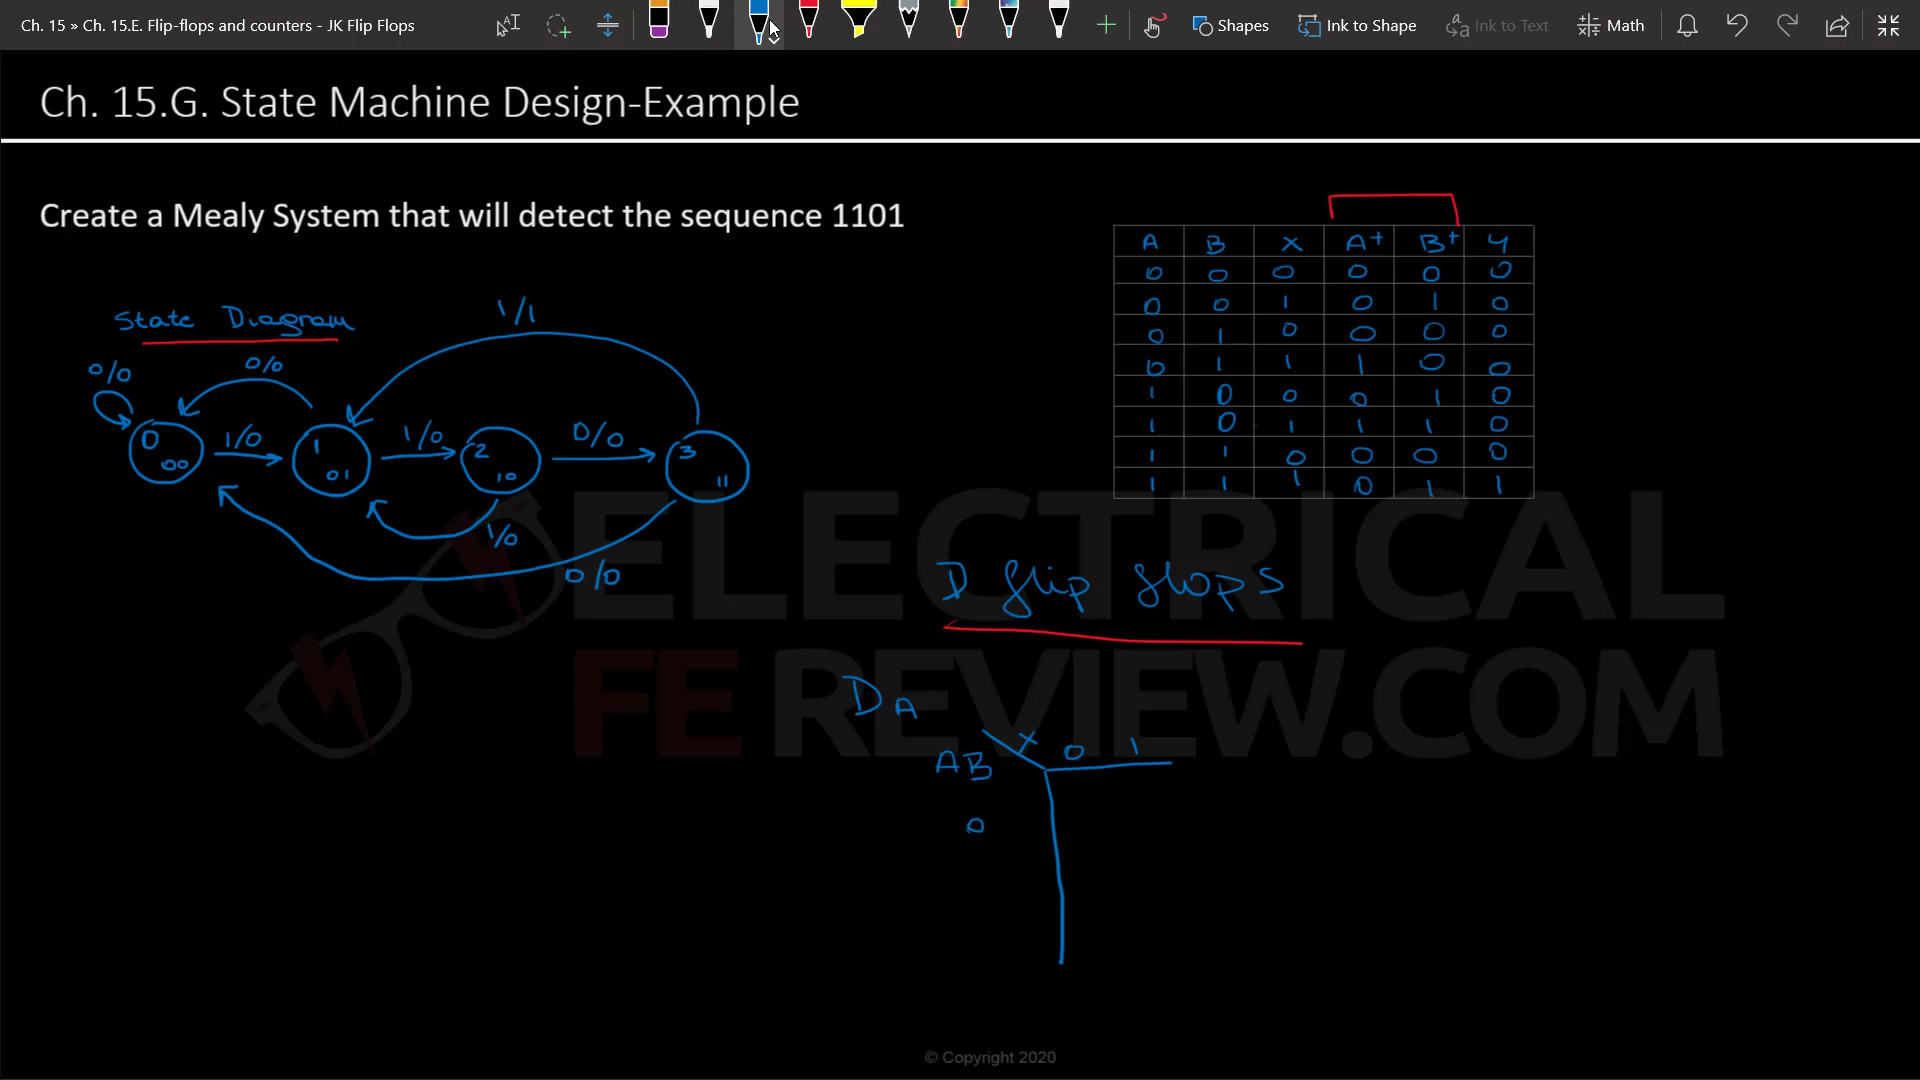 Ch. 15 » Ch. 15.E. Flip-flops and counters - JK Flip Flops
Shapes
Ink to Shape
Ink to Text
Math
Ch. 15.G. State Machine Design-Example
Create a Mealy System that will detect the sequence 1101
State Diagram
1/1
0/0
0/0
0
00
1/0
1
01
1/0
2
10
0/0
3
11
1/0
0/0
A B X A+ B+ Y
0 0 0 0 0 0
0 0 1 0 1 0
0 1 0 0 0 0
0 1 1 1 0 0
1 0 0 0 1 0
1 0 1 1 1 0
1 1 0 0 0 0
1 1 1 0 1 1
ELECTRICAL
FE REVIEW.COM
D flip flops
DA
AB X 0 1
0
© Copyright 2020